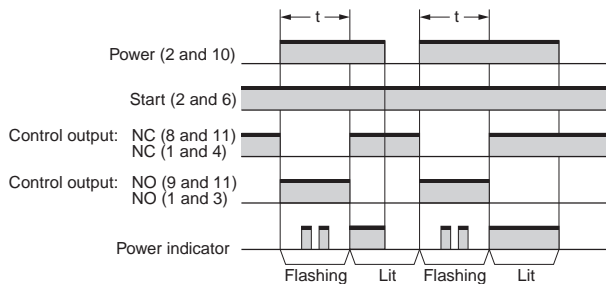 t
t
Power (2 and 10)
Start (2 and 6)
Control output: NC (8 and 11)
NC (1 and 4)
Control output: NO (9 and 11)
NO (1 and 3)
Power indicator
Flashing Lit Flashing Lit